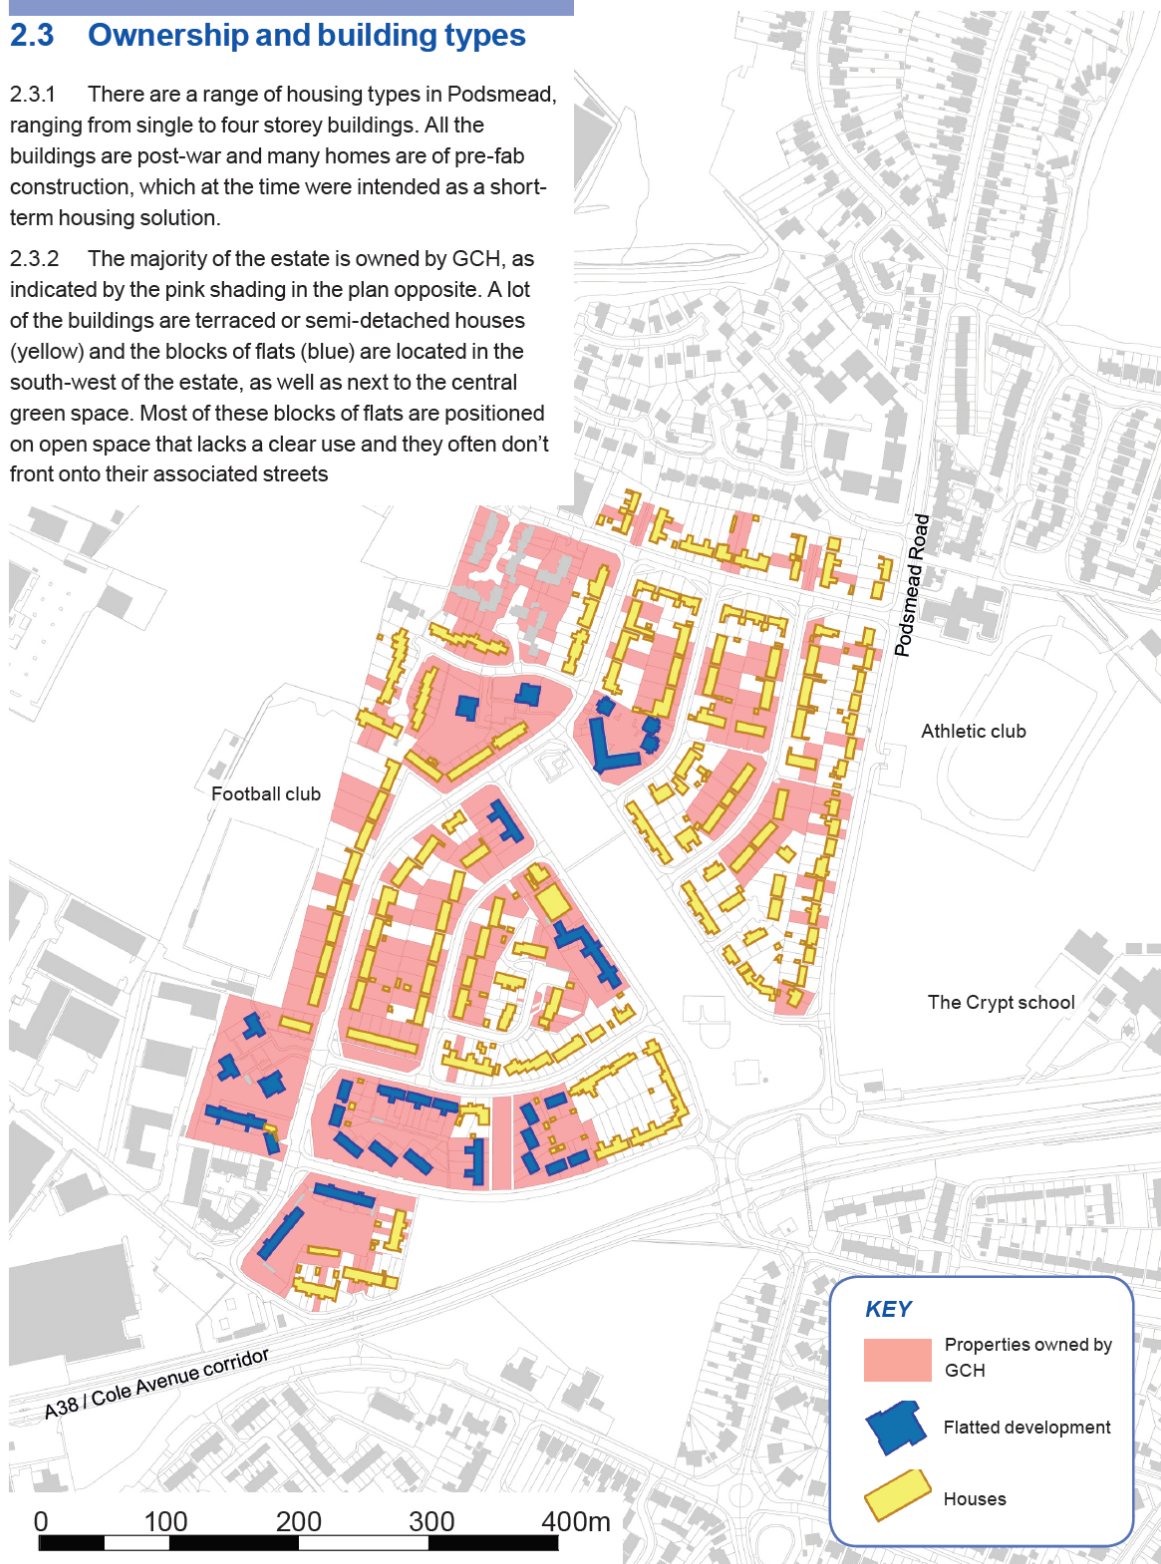 2.3 Ownership and building types
2.3.1 There are a range of housing types in Podsmead,
ranging from single to four storey buildings. All the
buildings are post-war and many homes are of pre-fab
construction, which at the time were intended as a short-
term housing solution.
2.3.2 The majority of the estate is owned by GCH, as
indicated by the pink shading in the plan opposite. A lot
of the buildings are terraced or semi-detached houses
(yellow) and the blocks of flats (blue) are located in the
south-west of the estate, as well as next to the central
green space. Most of these blocks of flats are positioned
on open space that lacks a clear use and they often don’t
front onto their associated streets
Podsmead Road
Athletic club
Football club
The Crypt school
A38 / Cole Avenue corridor
KEY
Properties owned by
GCH
Flatted development
Houses
0 100 200 300 400m